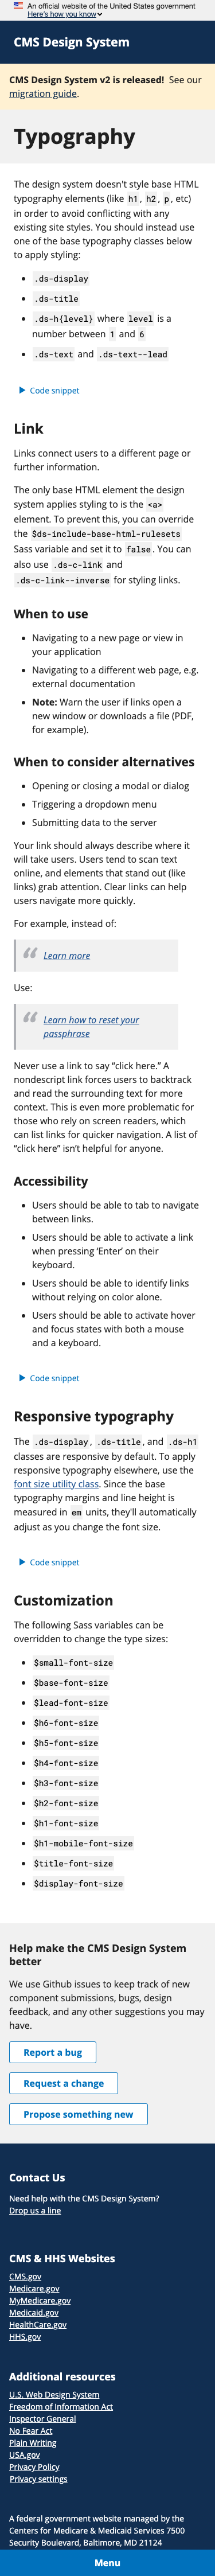 An official website of the United States government
Here's how you know
CMS Design System
CMS Design System v2 is released! See our
migration guide.
Typography
The design system doesn't style base HTML
typography elements (like h1, h2, p, etc)
in order to avoid conflicting with any
existing site styles. You should instead use
one of the base typography classes below
to apply styling:
.ds-display
.ds-title
.ds-h{level} where level is a
number between 1 and 6
.ds-text and .ds-text--lead
Code snippet
Link
Links connect users to a different page or
further information.
The only base HTML element the design
system applies styling to is the <a>
element. To prevent this, you can override
the $ds-include-base-html-rulesets
Sass variable and set it to false. You can
also use .ds-c-link and
.ds-c-link--inverse for styling links.
When to use
Navigating to a new page or view in
your application
Navigating to a different web page, e.g.
external documentation
Note: Warn the user if links open a
new window or downloads a file (PDF,
for example).
When to consider alternatives
Opening or closing a modal or dialog
Triggering a dropdown menu
Submitting data to the server
Your link should always describe where it
will take users. Users tend to scan text
online, and elements that stand out (like
links) grab attention. Clear links can help
users navigate more quickly.
For example, instead of:
Learn more
Use:
Learn how to reset your
passphrase
Never use a link to say “click here.” A
nondescript link forces users to backtrack
and read the surrounding text for more
context. This is even more problematic for
those who rely on screen readers, which
can list links for quicker navigation. A list of
“click here” isn’t helpful for anyone.
Accessibility
Users should be able to tab to navigate
between links.
Users should be able to activate a link
when pressing ‘Enter’ on their
keyboard.
Users should be able to identify links
without relying on color alone.
Users should be able to activate hover
and focus states with both a mouse
and a keyboard.
Code snippet
Responsive typography
The .ds-display, .ds-title, and .ds-h1
classes are responsive by default. To apply
responsive typography elsewhere, use the
font size utility class. Since the base
typography margins and line height is
measured in em units, they'll automatically
adjust as you change the font size.
Code snippet
Customization
The following Sass variables can be
overridden to change the type sizes:
$small-font-size
$base-font-size
$lead-font-size
$h6-font-size
$h5-font-size
$h4-font-size
$h3-font-size
$h2-font-size
$h1-font-size
$h1-mobile-font-size
$title-font-size
$display-font-size
Help make the CMS Design System
better
We use Github issues to keep track of new
component submissions, bugs, design
feedback, and any other suggestions you may
have.
Report a bug
Request a change
Propose something new
Contact Us
Need help with the CMS Design System?
Drop us a line
CMS & HHS Websites
CMS.gov
Medicare.gov
MyMedicare.gov
Medicaid.gov
HealthCare.gov
HHS.gov
Additional resources
U.S. Web Design System
Freedom of Information Act
Inspector General
No Fear Act
Plain Writing
USA.gov
Privacy Policy
Privacy settings
A federal government website managed by the
Centers for Medicare & Medicaid Services 7500
Security Boulevard, Baltimore, MD 21124
Menu